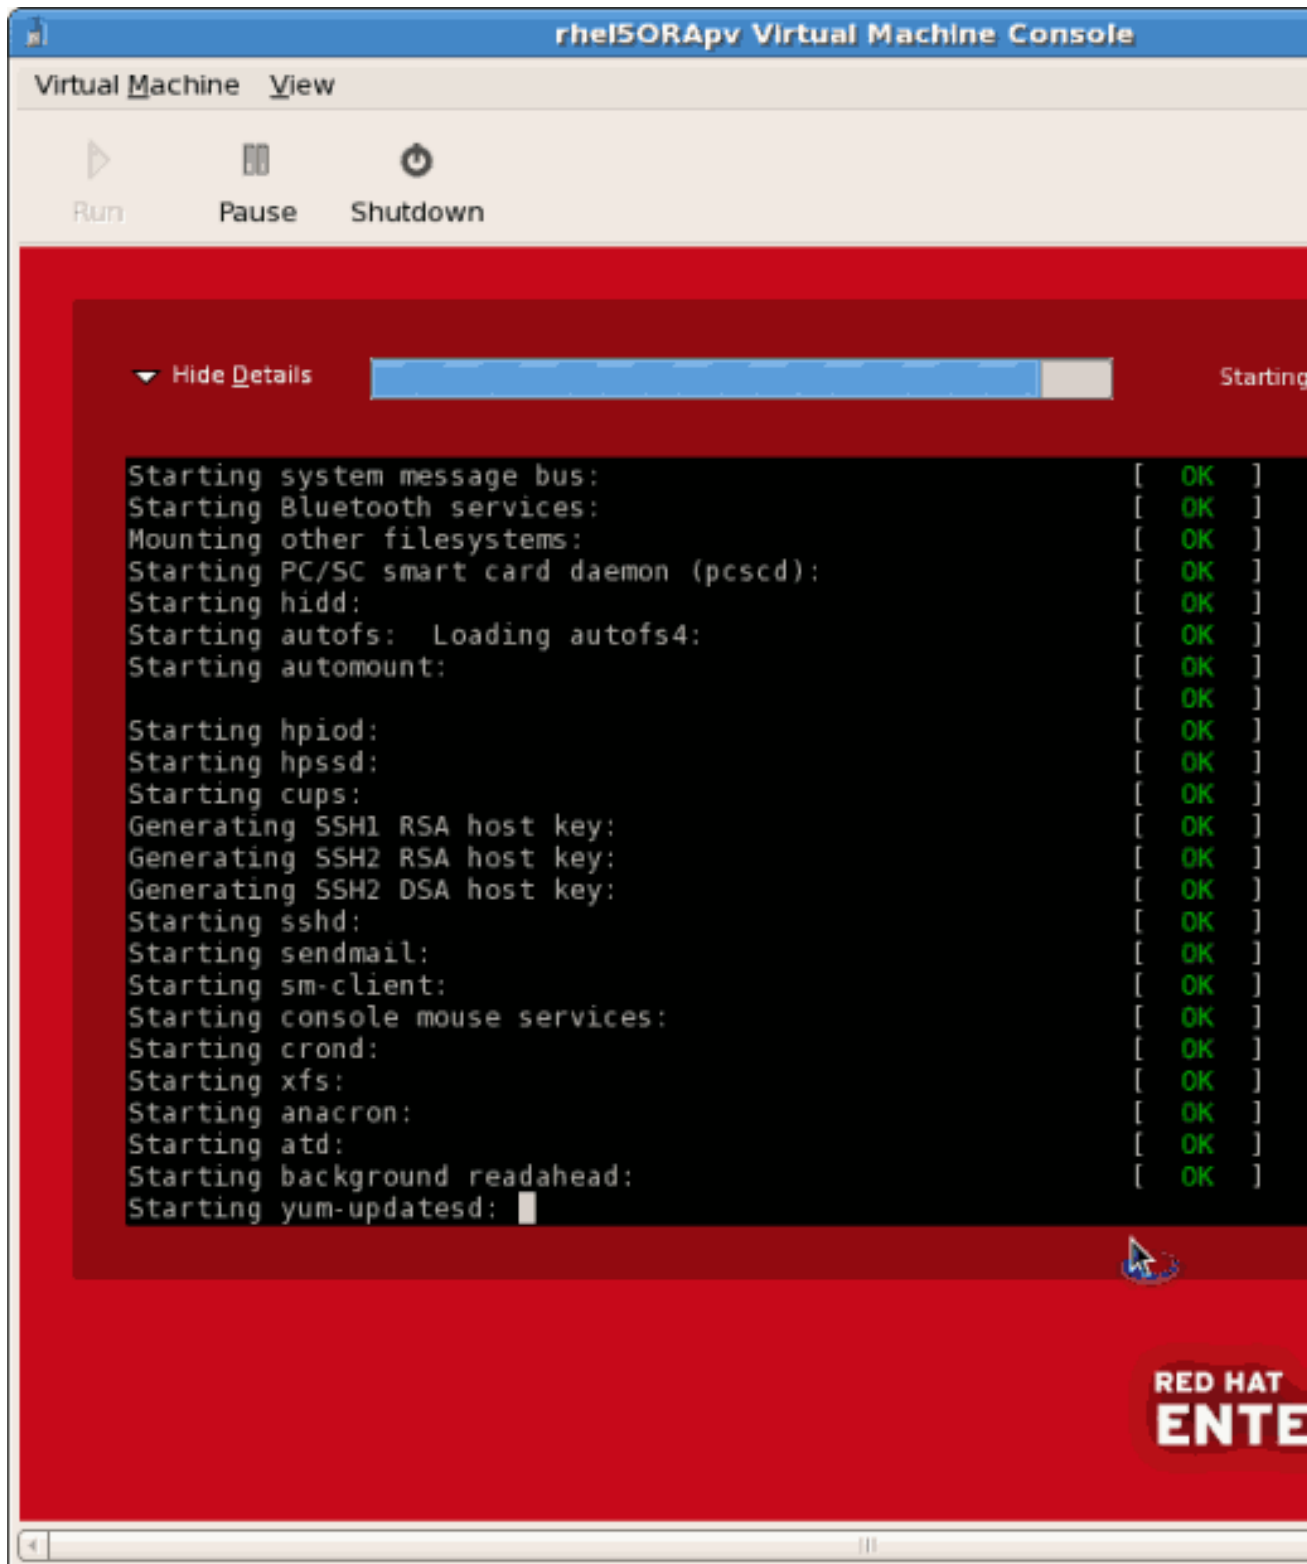 rhel5ORApv Virtual Machine Console
Virtual Machine View
Run Pause Shutdown
Hide Details Starting
Starting system message bus: [ OK ]
Starting Bluetooth services: [ OK ]
Mounting other filesystems: [ OK ]
Starting PC/SC smart card daemon (pcscd): [ OK ]
Starting hidd: [ OK ]
Starting autofs: Loading autofs4: [ OK ]
Starting automount: [ OK ]
[ OK ]
Starting hpiod: [ OK ]
Starting hpssd: [ OK ]
Starting cups: [ OK ]
Generating SSH1 RSA host key: [ OK ]
Generating SSH2 RSA host key: [ OK ]
Generating SSH2 DSA host key: [ OK ]
Starting sshd: [ OK ]
Starting sendmail: [ OK ]
Starting sm-client: [ OK ]
Starting console mouse services: [ OK ]
Starting crond: [ OK ]
Starting xfs: [ OK ]
Starting anacron: [ OK ]
Starting atd: [ OK ]
Starting background readahead: [ OK ]
Starting yum-updatesd:
RED HAT
ENTE